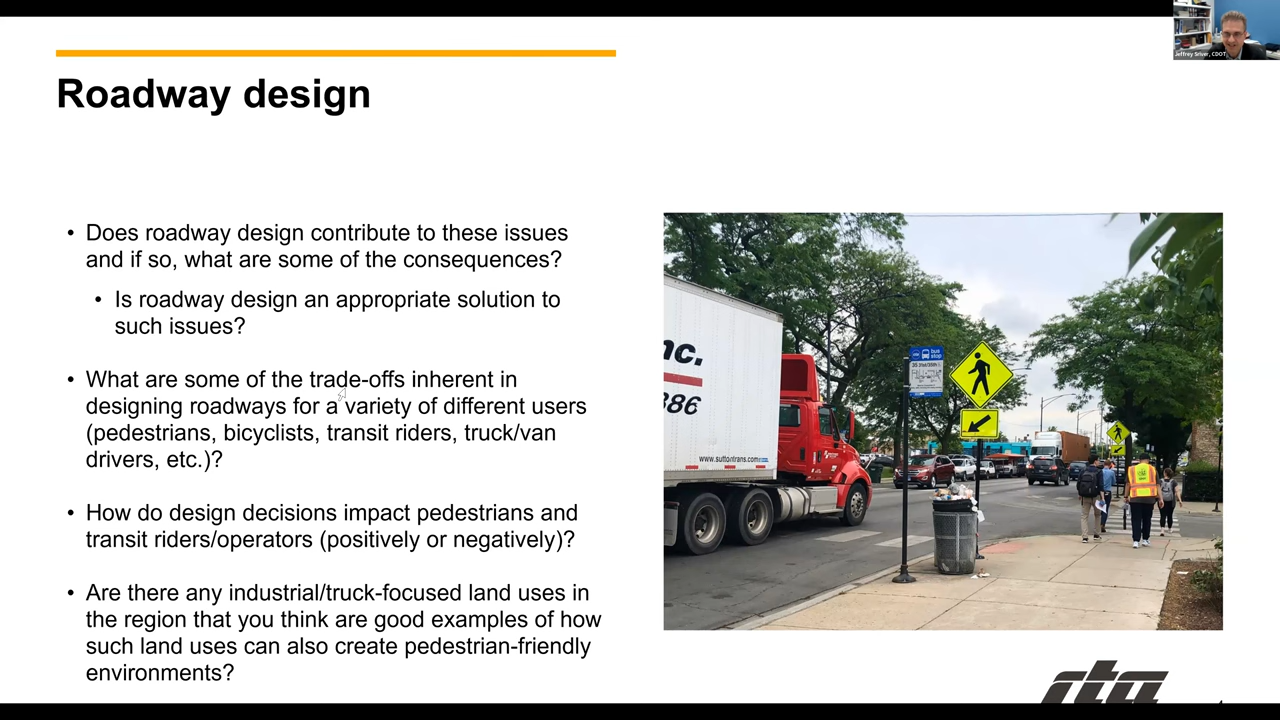 Jeffrey Sriver, CDOT
Roadway design
• Does roadway design contribute to these issues
and if so, what are some of the consequences?
• Is roadway design an appropriate solution to
such issues?
• What are some of the trade-offs inherent in
designing roadways for a variety of different users
(pedestrians, bicyclists, transit riders, truck/van
drivers, etc.)?
• How do design decisions impact pedestrians and
transit riders/operators (positively or negatively)?
• Are there any industrial/truck-focused land uses in
the region that you think are good examples of how
such land uses can also create pedestrian-friendly
environments?
nc.
386
www.suttontrans.com
bus
stop
35 31st/35th
rta